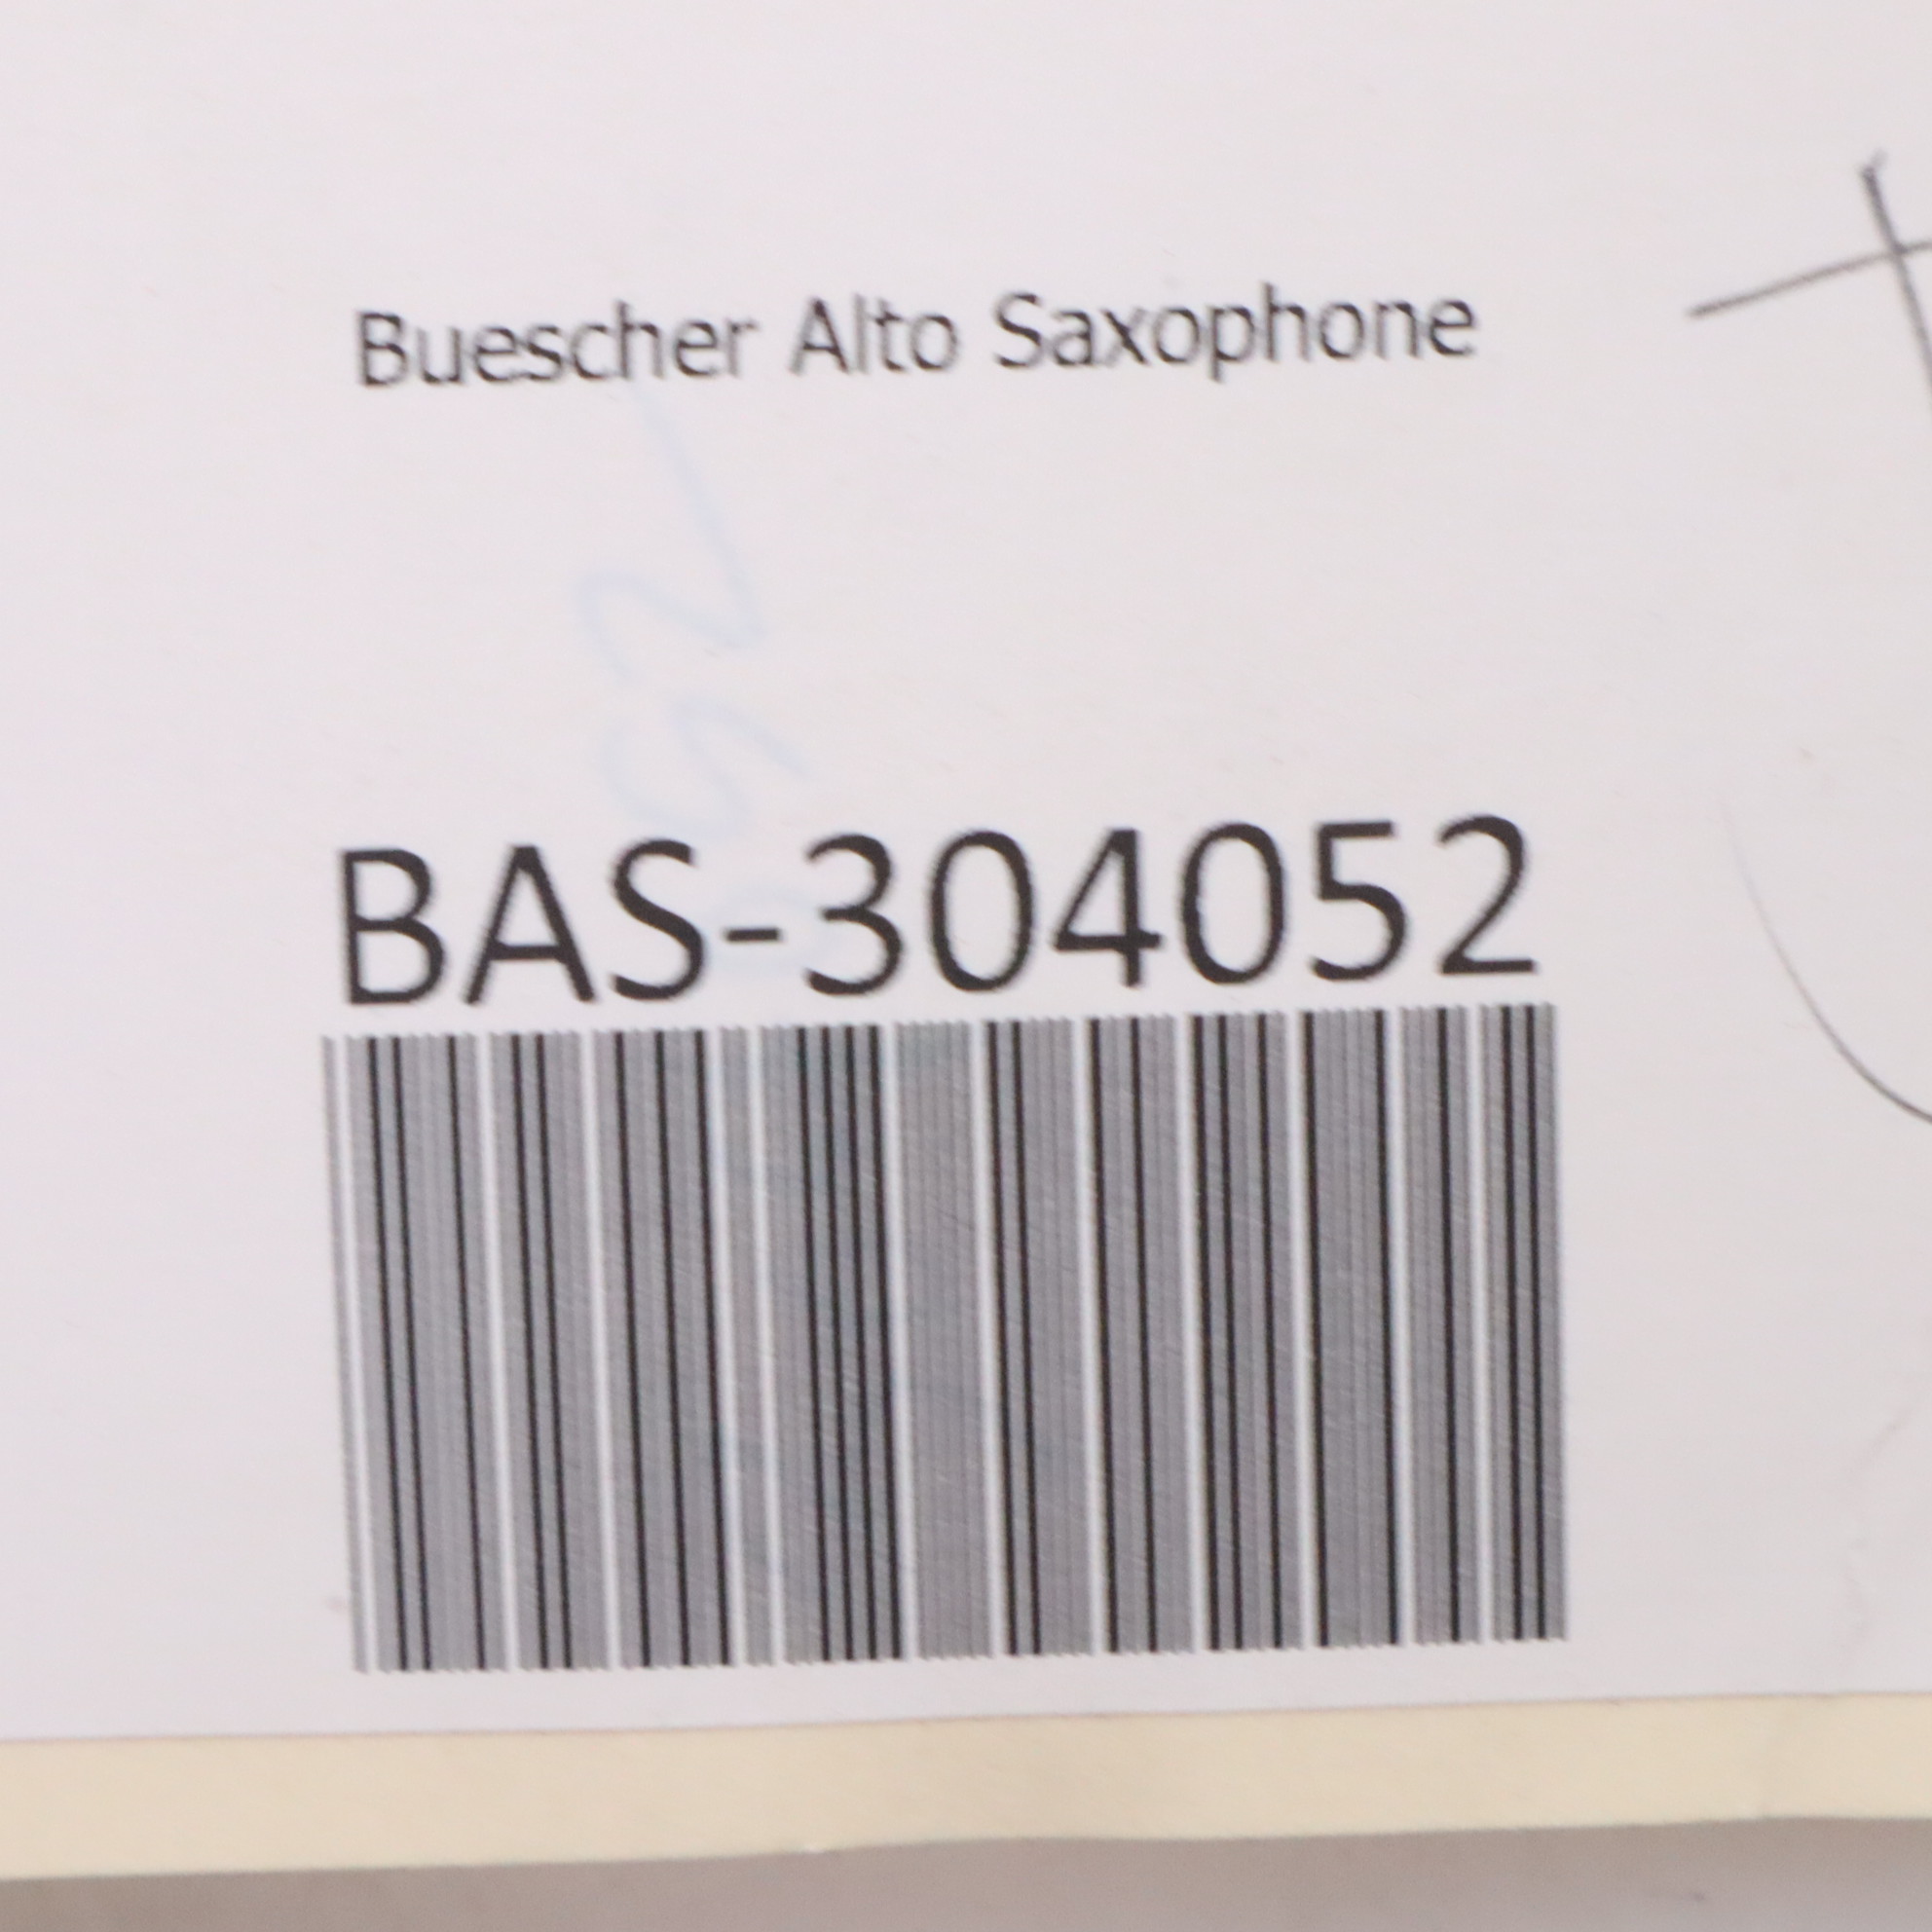 Buescher Alto Saxophone
BAS-304052